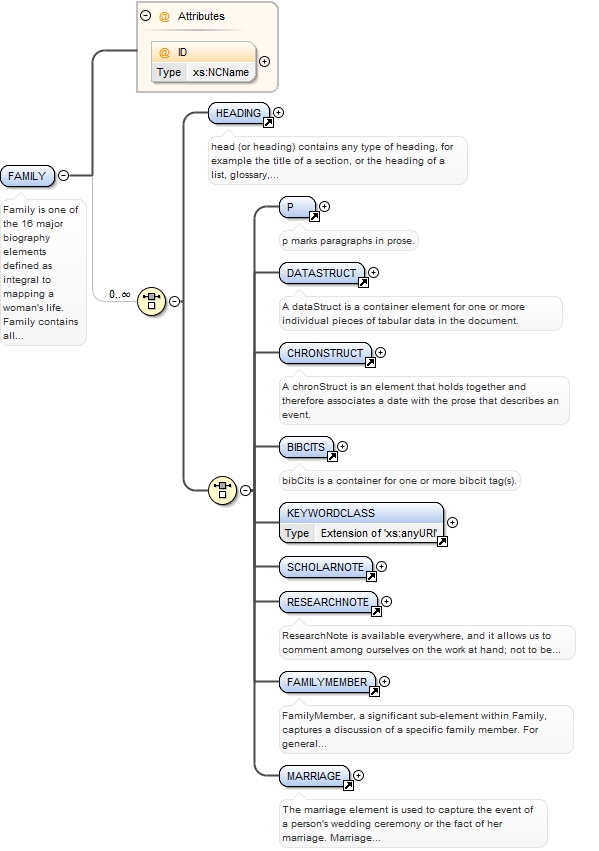 @ Attributes
@ ID
Type xs:NCName
HEADING
head (or heading) contains any type of heading, for
example the title of a section, or the heading of a
list, glossary,...
FAMILY
Family is one of
the 16 major
biography
elements
defined as
integral to
mapping a
woman's life.
Family contains
all...
0..∞
P
p marks paragraphs in prose.
DATASTRUCT
A dataStruct is a container element for one or more
individual pieces of tabular data in the document.
CHRONSTRUCT
A chronStruct is an element that holds together and
therefore associates a date with the prose that describes an
event.
BIBCITS
bibCits is a container for one or more bibcit tag(s).
KEYWORDCLASS
Type Extension of 'xs:anyURI'
SCHOLARNOTE
RESEARCHNOTE
ResearchNote is available everywhere, and it allows us to
comment among ourselves on the work at hand; not to be...
FAMILYMEMBER
FamilyMember, a significant sub-element within Family,
captures a discussion of a specific family member. For
general...
MARRIAGE
The marriage element is used to capture the event of
a person's wedding ceremony or the fact of her
marriage. Marriage...